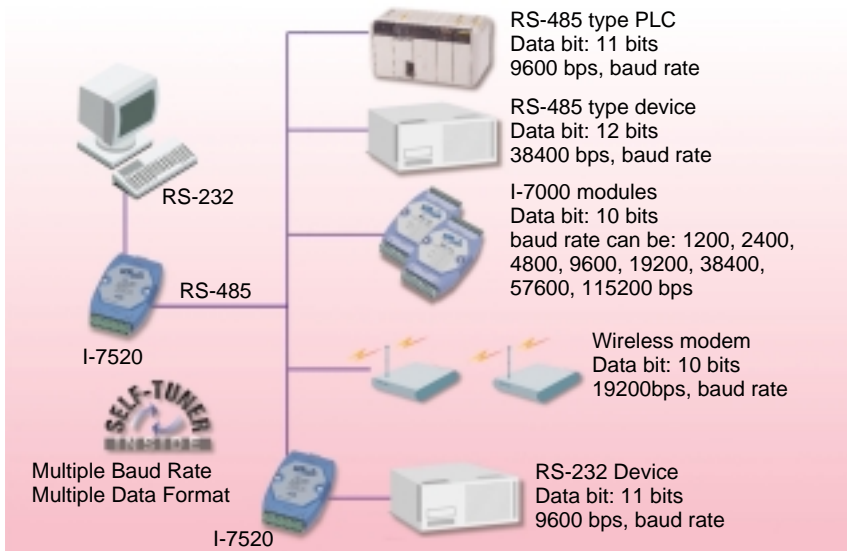 RS-485 type PLC
Data bit: 11 bits
9600 bps, baud rate
RS-485 type device
Data bit: 12 bits
38400 bps, baud rate
RS-232
I-7000 modules
Data bit: 10 bits
baud rate can be: 1200, 2400,
4800, 9600, 19200, 38400,
57600, 115200 bps
RS-485
I-7520
Wireless modem
Data bit: 10 bits
19200bps, baud rate
SELF-TUNER
INSIDE
Multiple Baud Rate
Multiple Data Format
I-7520
RS-232 Device
Data bit: 11 bits
9600 bps, baud rate